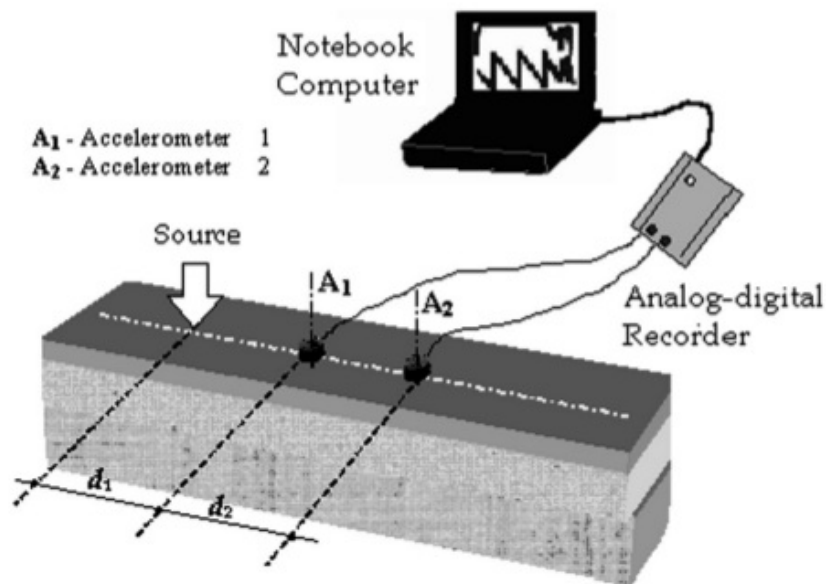 Notebook
Computer
A₁ - Accelerometer 1
A₂ - Accelerometer 2
Source
A₁
A₂
Analog-digital
Recorder
d₁
d₂